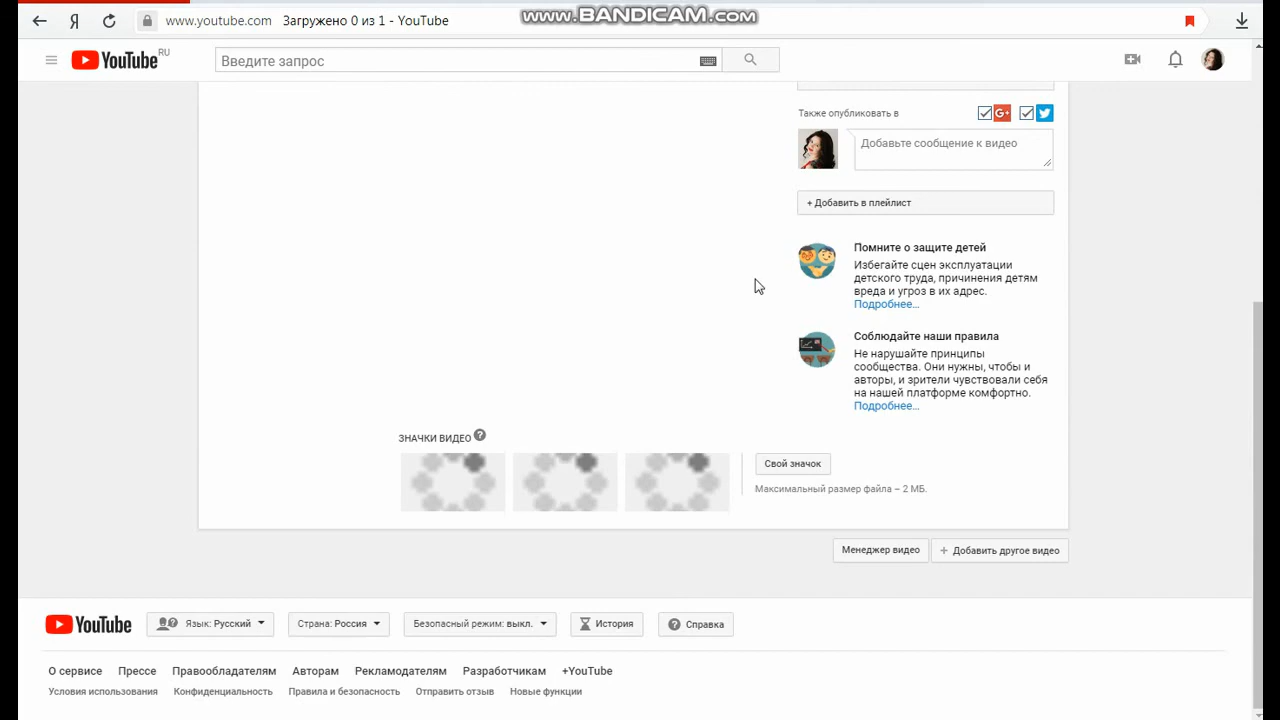 www.BANDICAM.com
Я www.youtube.com Загружено 0 из 1 - YouTube
YouTube RU Введите запрос
Также опубликовать в G+
Добавьте сообщение к видео
+ Добавить в плейлист
Помните о защите детей
Избегайте сцен эксплуатации
детского труда, причинения детям
вреда и угроз в их адрес.
Подробнее...
Соблюдайте наши правила
Не нарушайте принципы
сообщества. Они нужны, чтобы и
авторы, и зрители чувствовали себя
на нашей платформе комфортно.
Подробнее...
ЗНАЧКИ ВИДЕО ?
Свой значок
Максимальный размер файла – 2 МБ.
Менеджер видео + Добавить другое видео
YouTube Язык: Русский Страна: Россия Безопасный режим: выкл. История ? Справка
О сервисе Прессе Правообладателям Авторам Рекламодателям Разработчикам +YouTube
Условия использования Конфиденциальность Правила и безопасность Отправить отзыв Новые функции